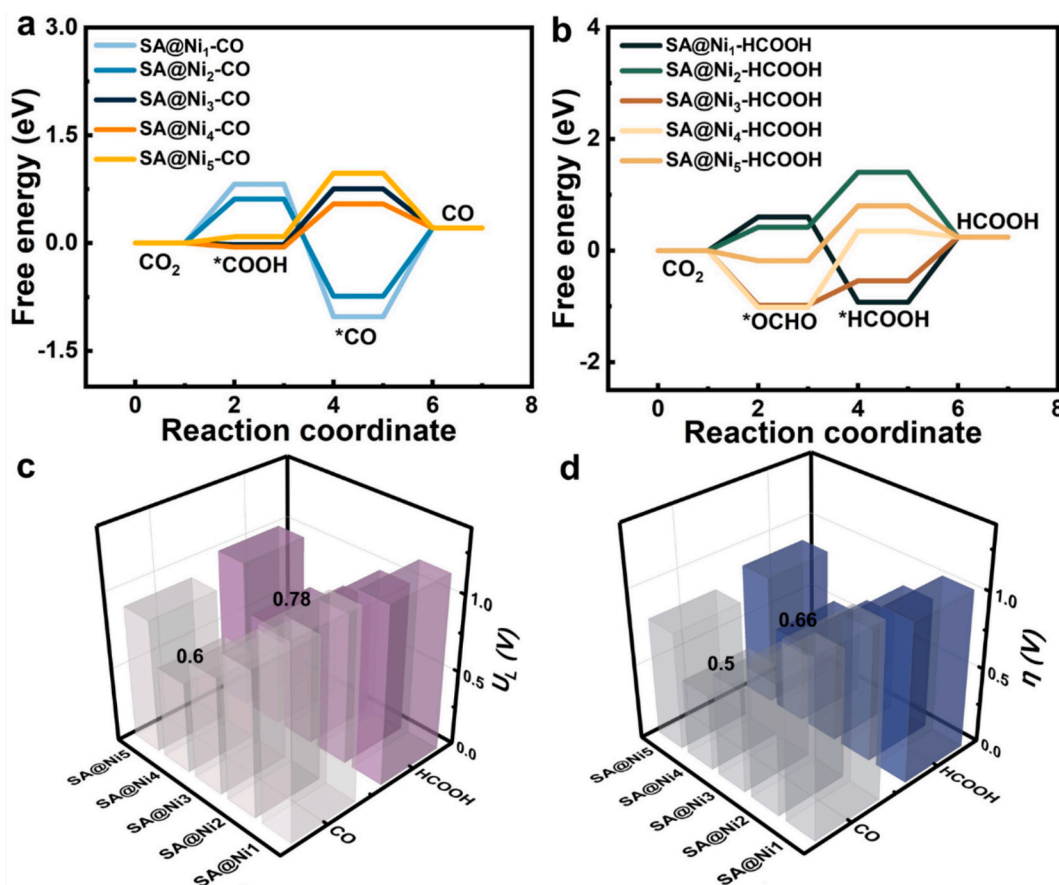 a
3.0
1.5
0.0
-1.5
Free energy (eV)
SA@Ni₁-CO
SA@Ni₂-CO
SA@Ni₃-CO
SA@Ni₄-CO
SA@Ni₅-CO
CO₂
*COOH
*CO
CO
0 2 4 6 8
Reaction coordinate
b
4
2
0
-2
Free energy (eV)
SA@Ni₁-HCOOH
SA@Ni₂-HCOOH
SA@Ni₃-HCOOH
SA@Ni₄-HCOOH
SA@Ni₅-HCOOH
CO₂
*OCHO
*HCOOH
HCOOH
0 2 4 6 8
Reaction coordinate
c
0.78
0.6
1.0
0.5
0.0
U_L (V)
SA@Ni5
SA@Ni4
SA@Ni3
SA@Ni2
SA@Ni1
CO
HCOOH
d
0.66
0.5
1.0
0.5
0.0
η (V)
SA@Ni5
SA@Ni4
SA@Ni3
SA@Ni2
SA@Ni1
CO
HCOOH